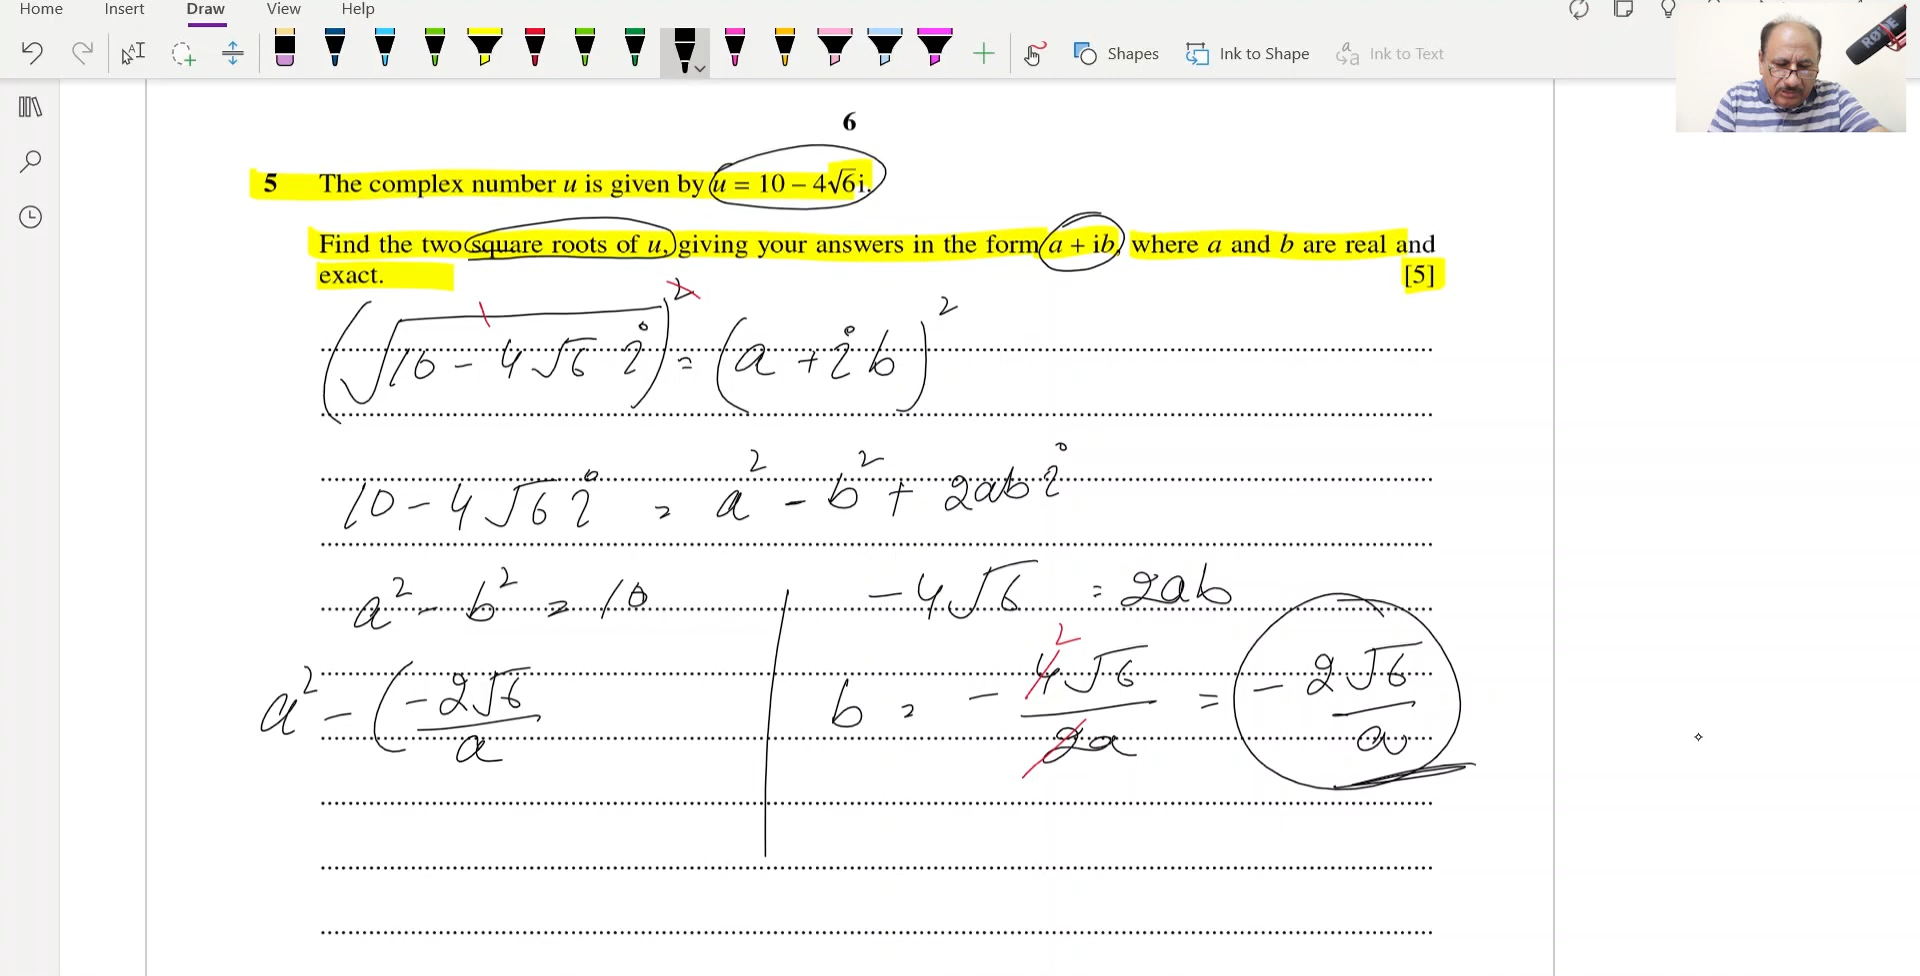 Home Insert Draw View Help
Shapes Ink to Shape Ink to Text
RØDE
6
5 The complex number u is given by u = 10 – 4√6i.
Find the two square roots of u, giving your answers in the form a + ib, where a and b are real and
exact. [5]
(√(10 - 4√6 i))² = (a + ib)²
10 - 4√6 i = a² - b² + 2abi
a² - b² = 10
-4√6 = 2ab
2
a² - (-2√6/a
b = -4√6/2a = -2√6/a